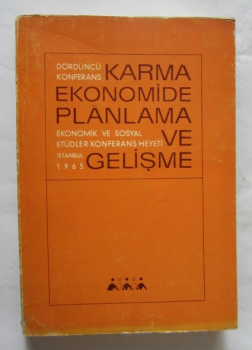 DÖRDÜNCÜ
KONFERANS
KARMA
EKONOMİDE
PLANLAMA
EKONOMİK VE SOSYAL
ETÜDLER KONFERANS HEYETİ
VE
İSTANBUL
1965
GELİŞME